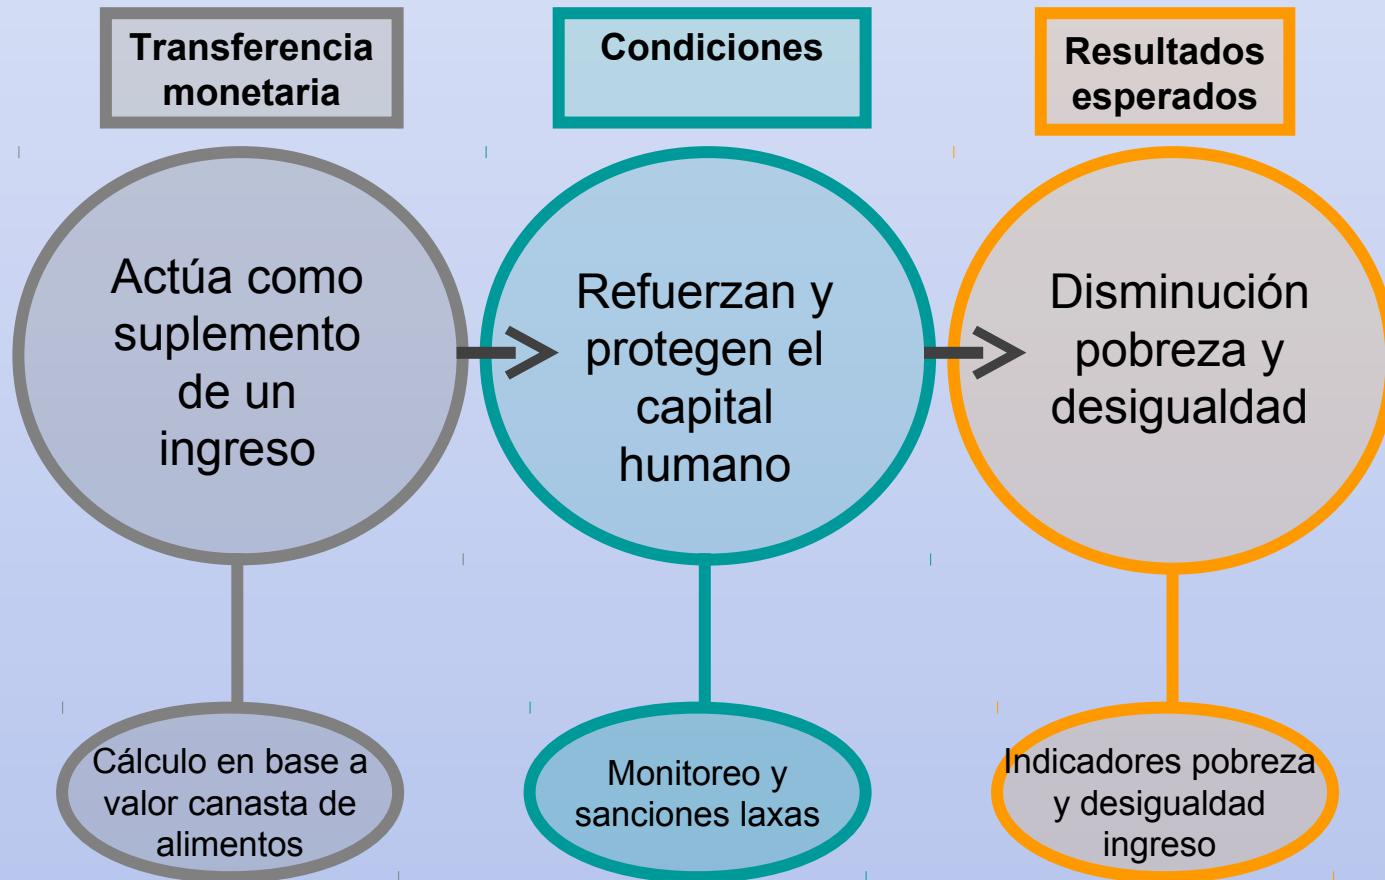 Transferencia
monetaria
Condiciones
Resultados
esperados
Actúa como
suplemento
de un
ingreso
Refuerzan y
protegen el
capital
humano
Disminución
pobreza y
desigualdad
Cálculo en base a
valor canasta de
alimentos
Monitoreo y
sanciones laxas
Indicadores pobreza
y desigualdad
ingreso